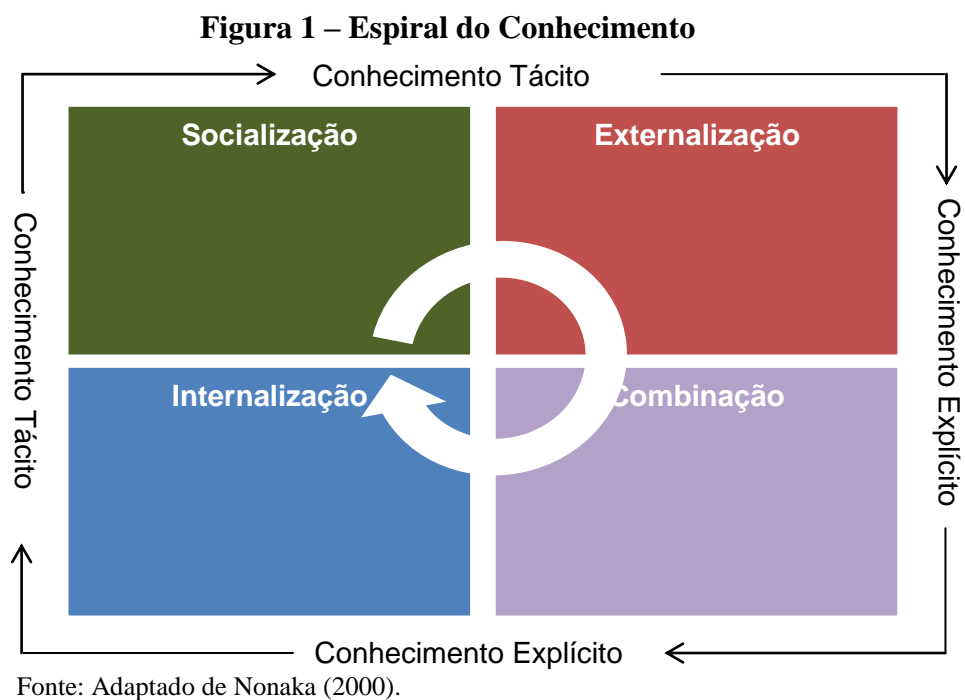 Figura 1 – Espiral do Conhecimento
Conhecimento Tácito
Socialização
Externalização
Conhecimento Tácito
Conhecimento Explícito
Internalização
Combinação
Conhecimento Explícito
Fonte: Adaptado de Nonaka (2000).